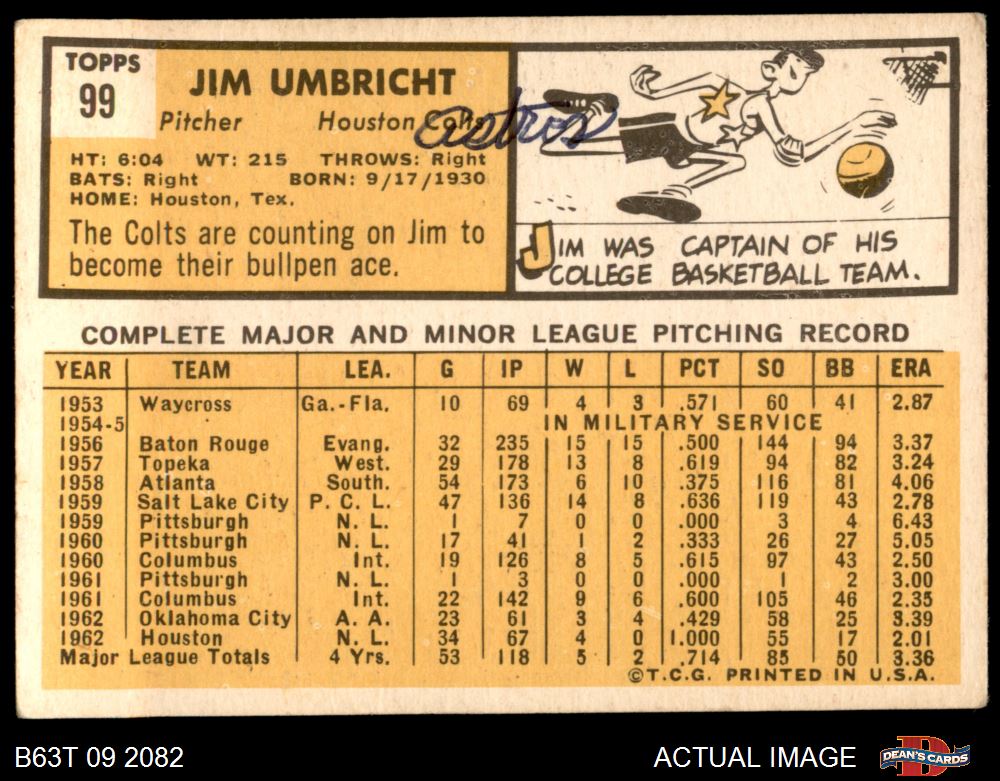 TOPPS
99
JIM UMBRICHT
Pitcher Houston Colts
astros
HT: 6:04 WT: 215 THROWS: Right
BATS: Right BORN: 9/17/1930
HOME: Houston, Tex.
The Colts are counting on Jim to
become their bullpen ace.
JIM WAS CAPTAIN OF HIS
COLLEGE BASKETBALL TEAM.
COMPLETE MAJOR AND MINOR LEAGUE PITCHING RECORD
YEAR TEAM LEA. G IP W L PCT SO BB ERA
1953 Waycross Ga.-Fla. 10 69 4 3 .571 60 41 2.87
1954-5 IN MILITARY SERVICE
1956 Baton Rouge Evang. 32 235 15 15 .500 144 94 3.37
1957 Topeka West. 29 178 13 8 .619 94 82 3.24
1958 Atlanta South. 54 173 6 10 .375 116 81 4.06
1959 Salt Lake City P. C. L. 47 136 14 8 .636 119 43 2.78
1959 Pittsburgh N. L. 1 7 0 0 .000 3 4 6.43
1960 Pittsburgh N. L. 17 41 1 2 .333 26 27 5.05
1960 Columbus Int. 19 126 8 5 .615 97 43 2.50
1961 Pittsburgh N. L. 1 3 0 0 .000 1 2 3.00
1961 Columbus Int. 22 142 9 6 .600 105 46 2.35
1962 Oklahoma City A. A. 23 61 3 4 .429 58 25 3.39
1962 Houston N. L. 34 67 4 0 1.000 55 17 2.01
Major League Totals 4 Yrs. 53 118 5 2 .714 85 50 3.36
©T.C.G. PRINTED IN U.S.A.
B63T 09 2082 ACTUAL IMAGE DEAN'S CARDS